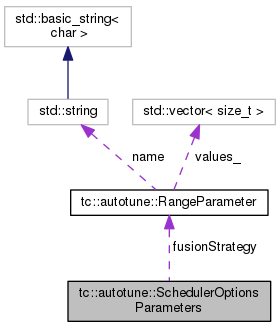 std::basic_string<
char >
std::string
std::vector< size_t >
name
values_
tc::autotune::RangeParameter
fusionStrategy
tc::autotune::SchedulerOptions
Parameters